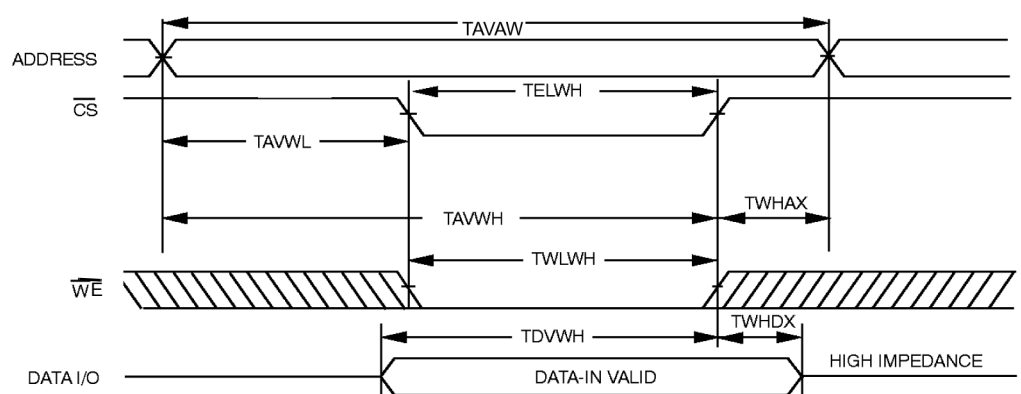 TAVAW
ADDRESS
TELWH
CS
TAVWL
TAVWH
TWHAX
TWLWH
WE
TDVWH
TWHDX
DATA I/O
DATA-IN VALID
HIGH IMPEDANCE